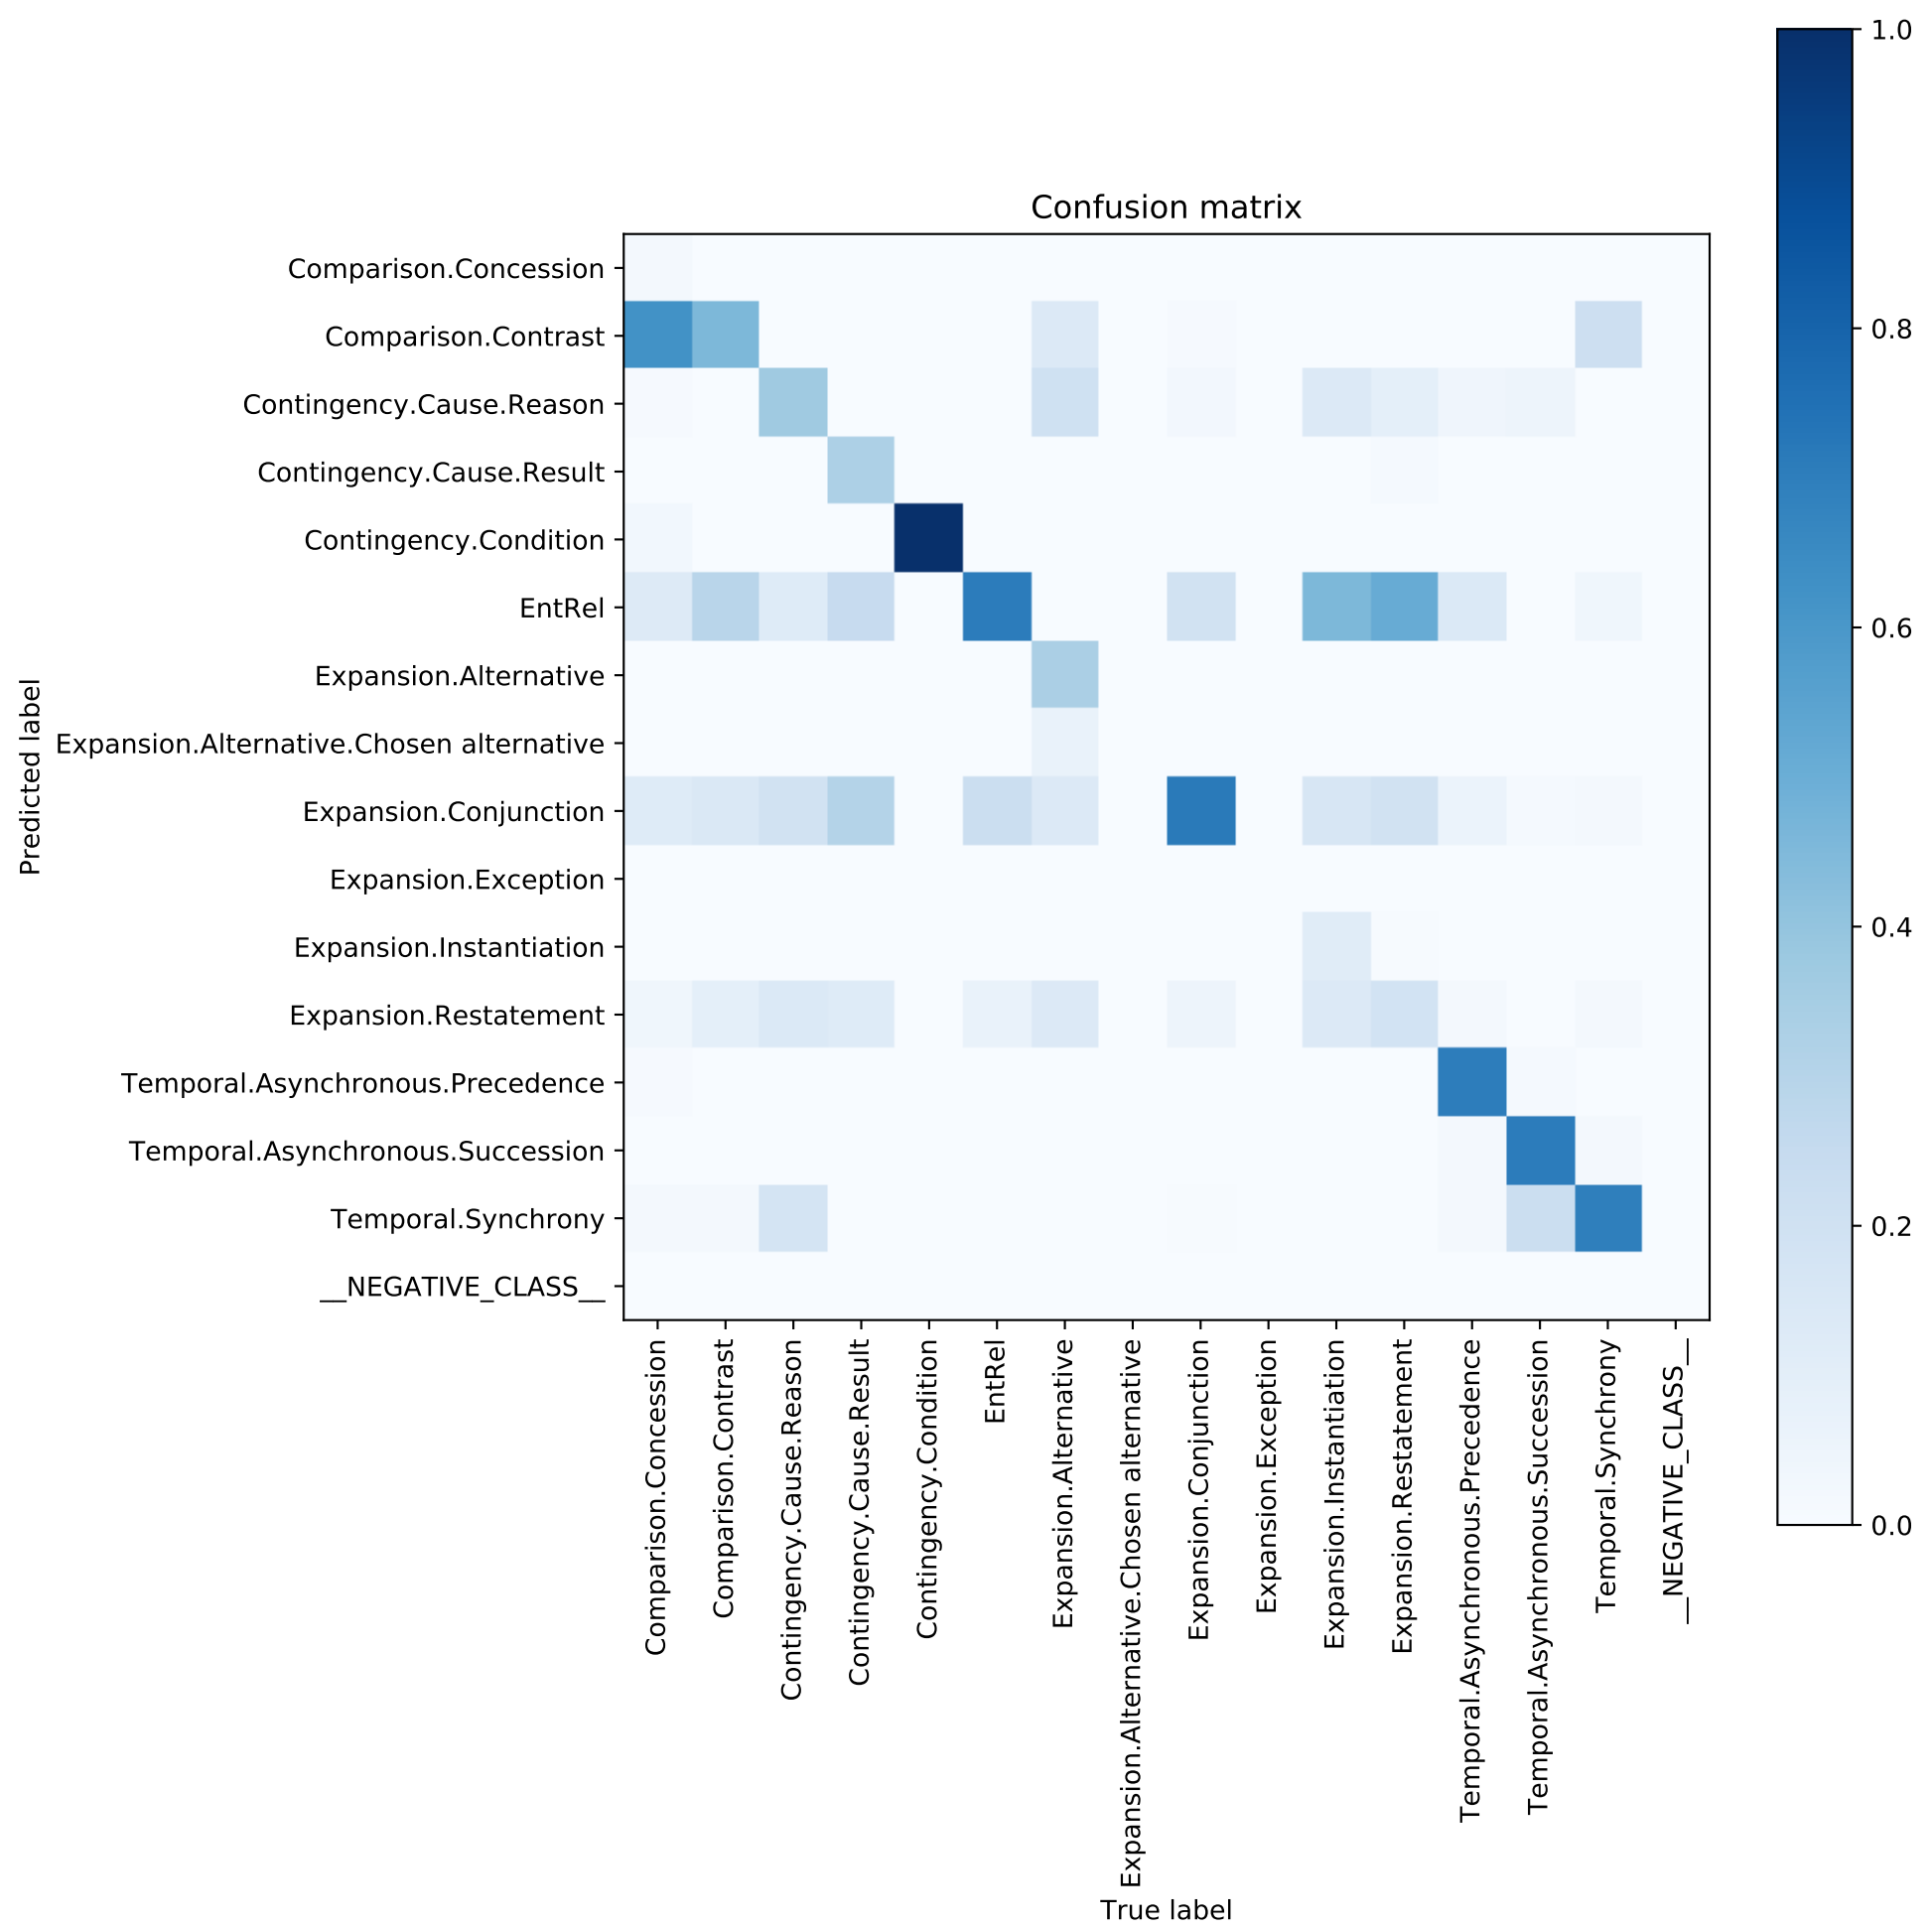 Confusion matrix
Comparison.Concession
Comparison.Contrast
Contingency.Cause.Reason
Contingency.Cause.Result
Contingency.Condition
EntRel
Expansion.Alternative
Expansion.Alternative.Chosen alternative
Expansion.Conjunction
Expansion.Exception
Expansion.Instantiation
Expansion.Restatement
Temporal.Asynchronous.Precedence
Temporal.Asynchronous.Succession
Temporal.Synchrony
__NEGATIVE_CLASS__
Predicted label
Comparison.Concession
Comparison.Contrast
Contingency.Cause.Reason
Contingency.Cause.Result
Contingency.Condition
EntRel
Expansion.Alternative
Expansion.Alternative.Chosen alternative
Expansion.Conjunction
Expansion.Exception
Expansion.Instantiation
Expansion.Restatement
Temporal.Asynchronous.Precedence
Temporal.Asynchronous.Succession
Temporal.Synchrony
__NEGATIVE_CLASS__
True label
1.0
0.8
0.6
0.4
0.2
0.0